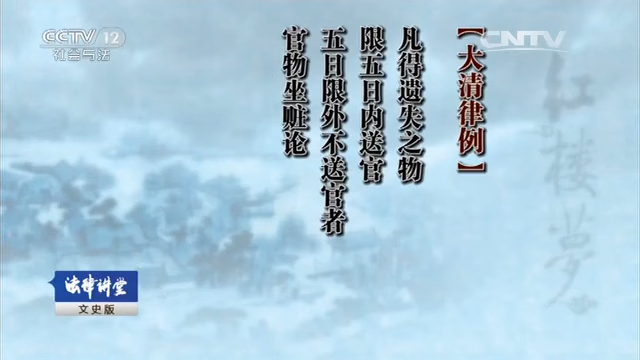 CCTV 12
社会与法
CNTV
【大清律例】
凡得遗失之物
限五日内送官
五日限外不送官者
官物坐赃论
红楼梦
法律讲堂
文史版